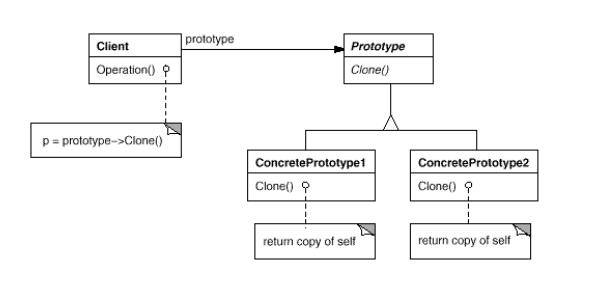 Client
prototype
Prototype
Operation()
Clone()
p = prototype->Clone()
ConcretePrototype1
ConcretePrototype2
Clone()
Clone()
return copy of self
return copy of self